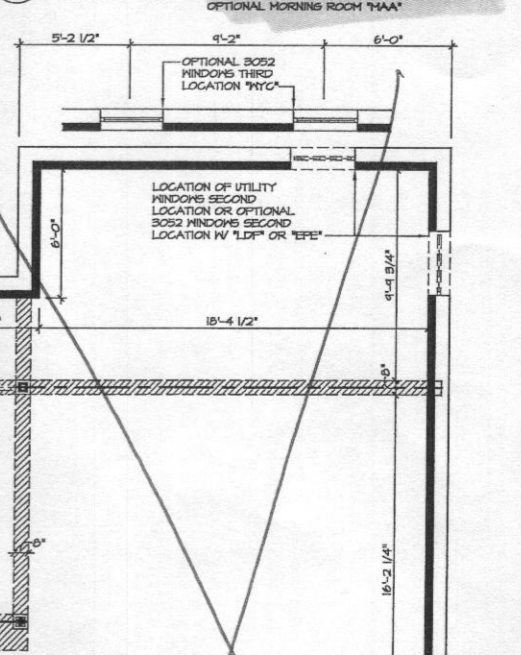 OPTIONAL MORNING ROOM "MAA"
5'-2 1/2"
9'-2"
6'-0"
OPTIONAL 3052
WINDOWS THIRD
LOCATION "WYC"
LOCATION OF UTILITY
WINDOWS SECOND
LOCATION OR OPTIONAL
3052 WINDOWS SECOND
LOCATION W/ "LDF" OR "EPE"
6'-0"
9'-9 3/4"
18'-4 1/2"
8"
8"
16'-2 1/4"